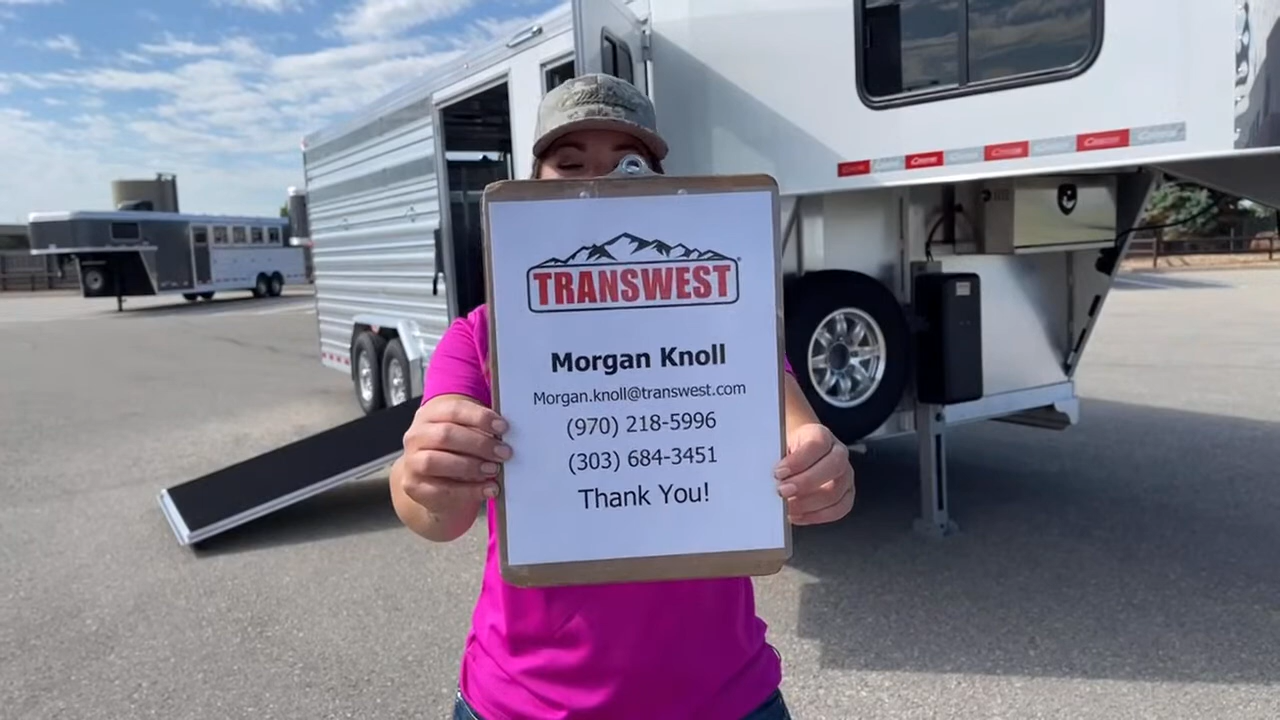 TRANSWEST
Morgan Knoll
Morgan.knoll@transwest.com
(970) 218-5996
(303) 684-3451
Thank You!